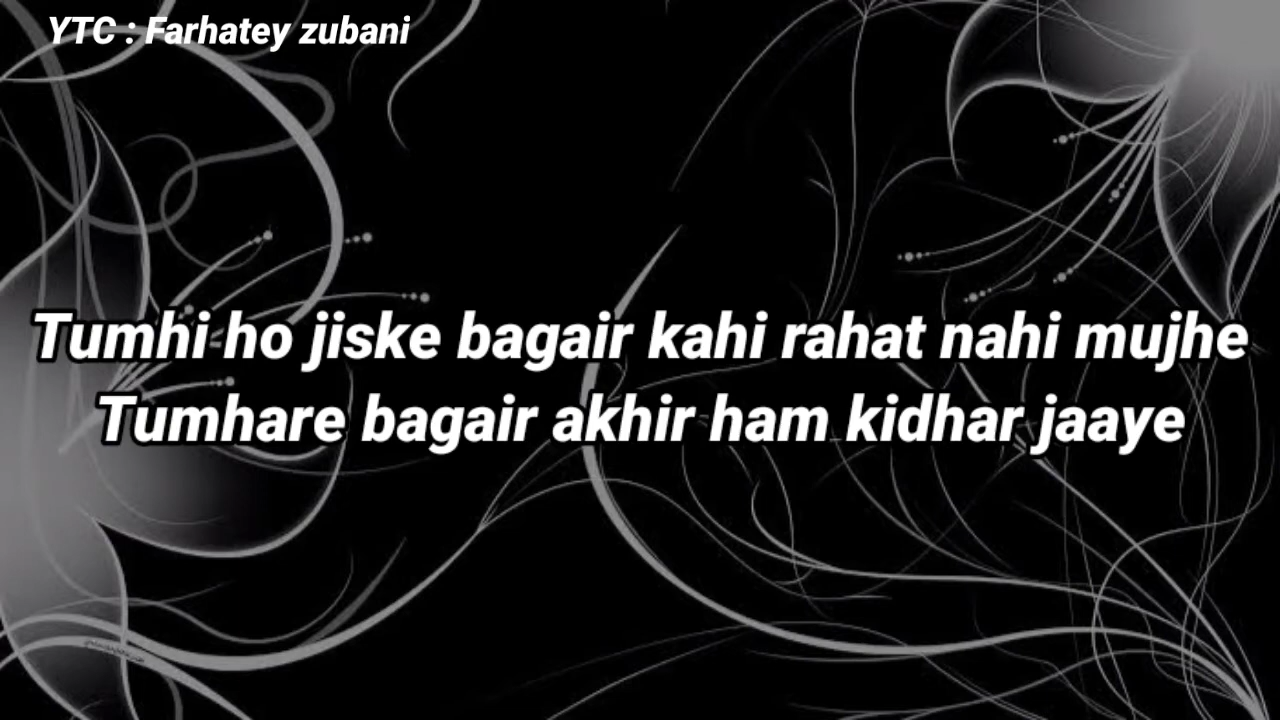 YTC : Farhatey zubani
Tumhi ho jiske bagair kahi rahat nahi mujhe
Tumhare bagair akhir ham kidhar jaaye